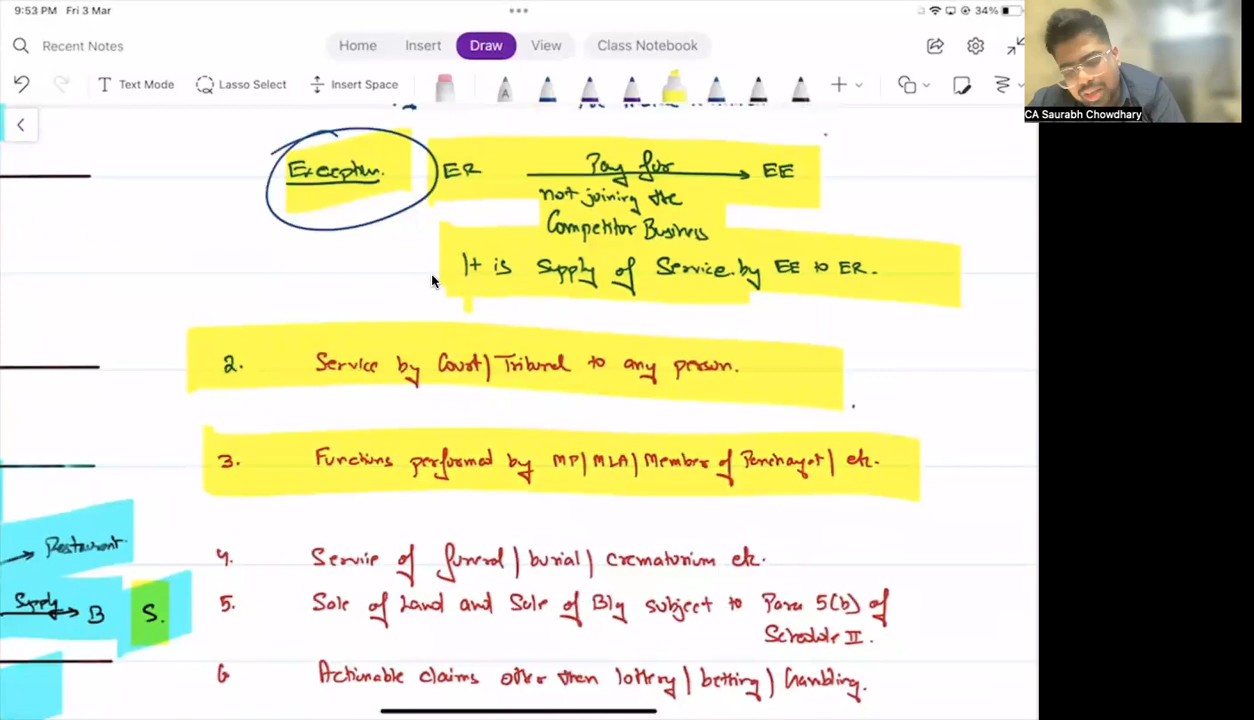 9:53 PM Fri 3 Mar
34%
Recent Notes
Home Insert Draw View Class Notebook
Text Mode Lasso Select Insert Space
CA Saurabh Chowdhary
Exception. ER Pay for EE
not joining the
Competitor Business
It is Supply of Service by EE to ER.
2. Service by Court/Tribunal to any person.
3. Functions performed by MP/MLA/Member of Panchayat/etc.
Restaurant
4. Service of funeral/burial/crematorium etc.
Supply B S.
5. Sale of Land and Sale of Blg subject to Para 5(b) of
Schedule II.
6 Actionable claims other than lottery/betting/Gambling.